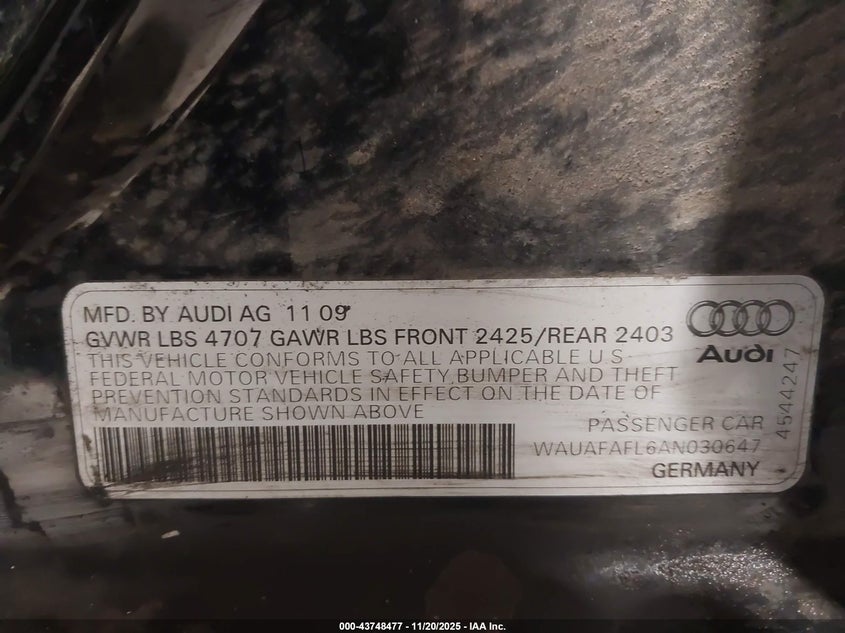 MFD. BY AUDI AG 11 09
GVWR LBS 4707 GAWR LBS FRONT 2425/REAR 2403
THIS VEHICLE CONFORMS TO ALL APPLICABLE U S
FEDERAL MOTOR VEHICLE SAFETY, BUMPER AND THEFT
PREVENTION STANDARDS IN EFFECT ON THE DATE OF
MANUFACTURE SHOWN ABOVE
Audi
PASSENGER CAR
WAUAFAFL6AN030647
GERMANY
4544247
000-43748477 - 11/20/2025 - IAA Inc.